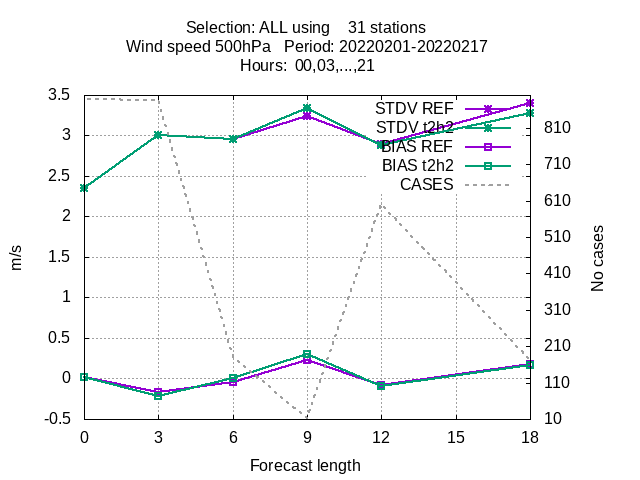 Selection: ALL using    31 stations
Wind speed 500hPa   Period: 20220201-20220217
Hours:  00,03,...,21
STDV REF
STDV t2h2
BIAS REF
BIAS t2h2
CASES
3.5
3
2.5
2
1.5
1
0.5
0
-0.5
m/s
810
710
610
510
410
310
210
110
10
No cases
0 3 6 9 12 15 18
Forecast length